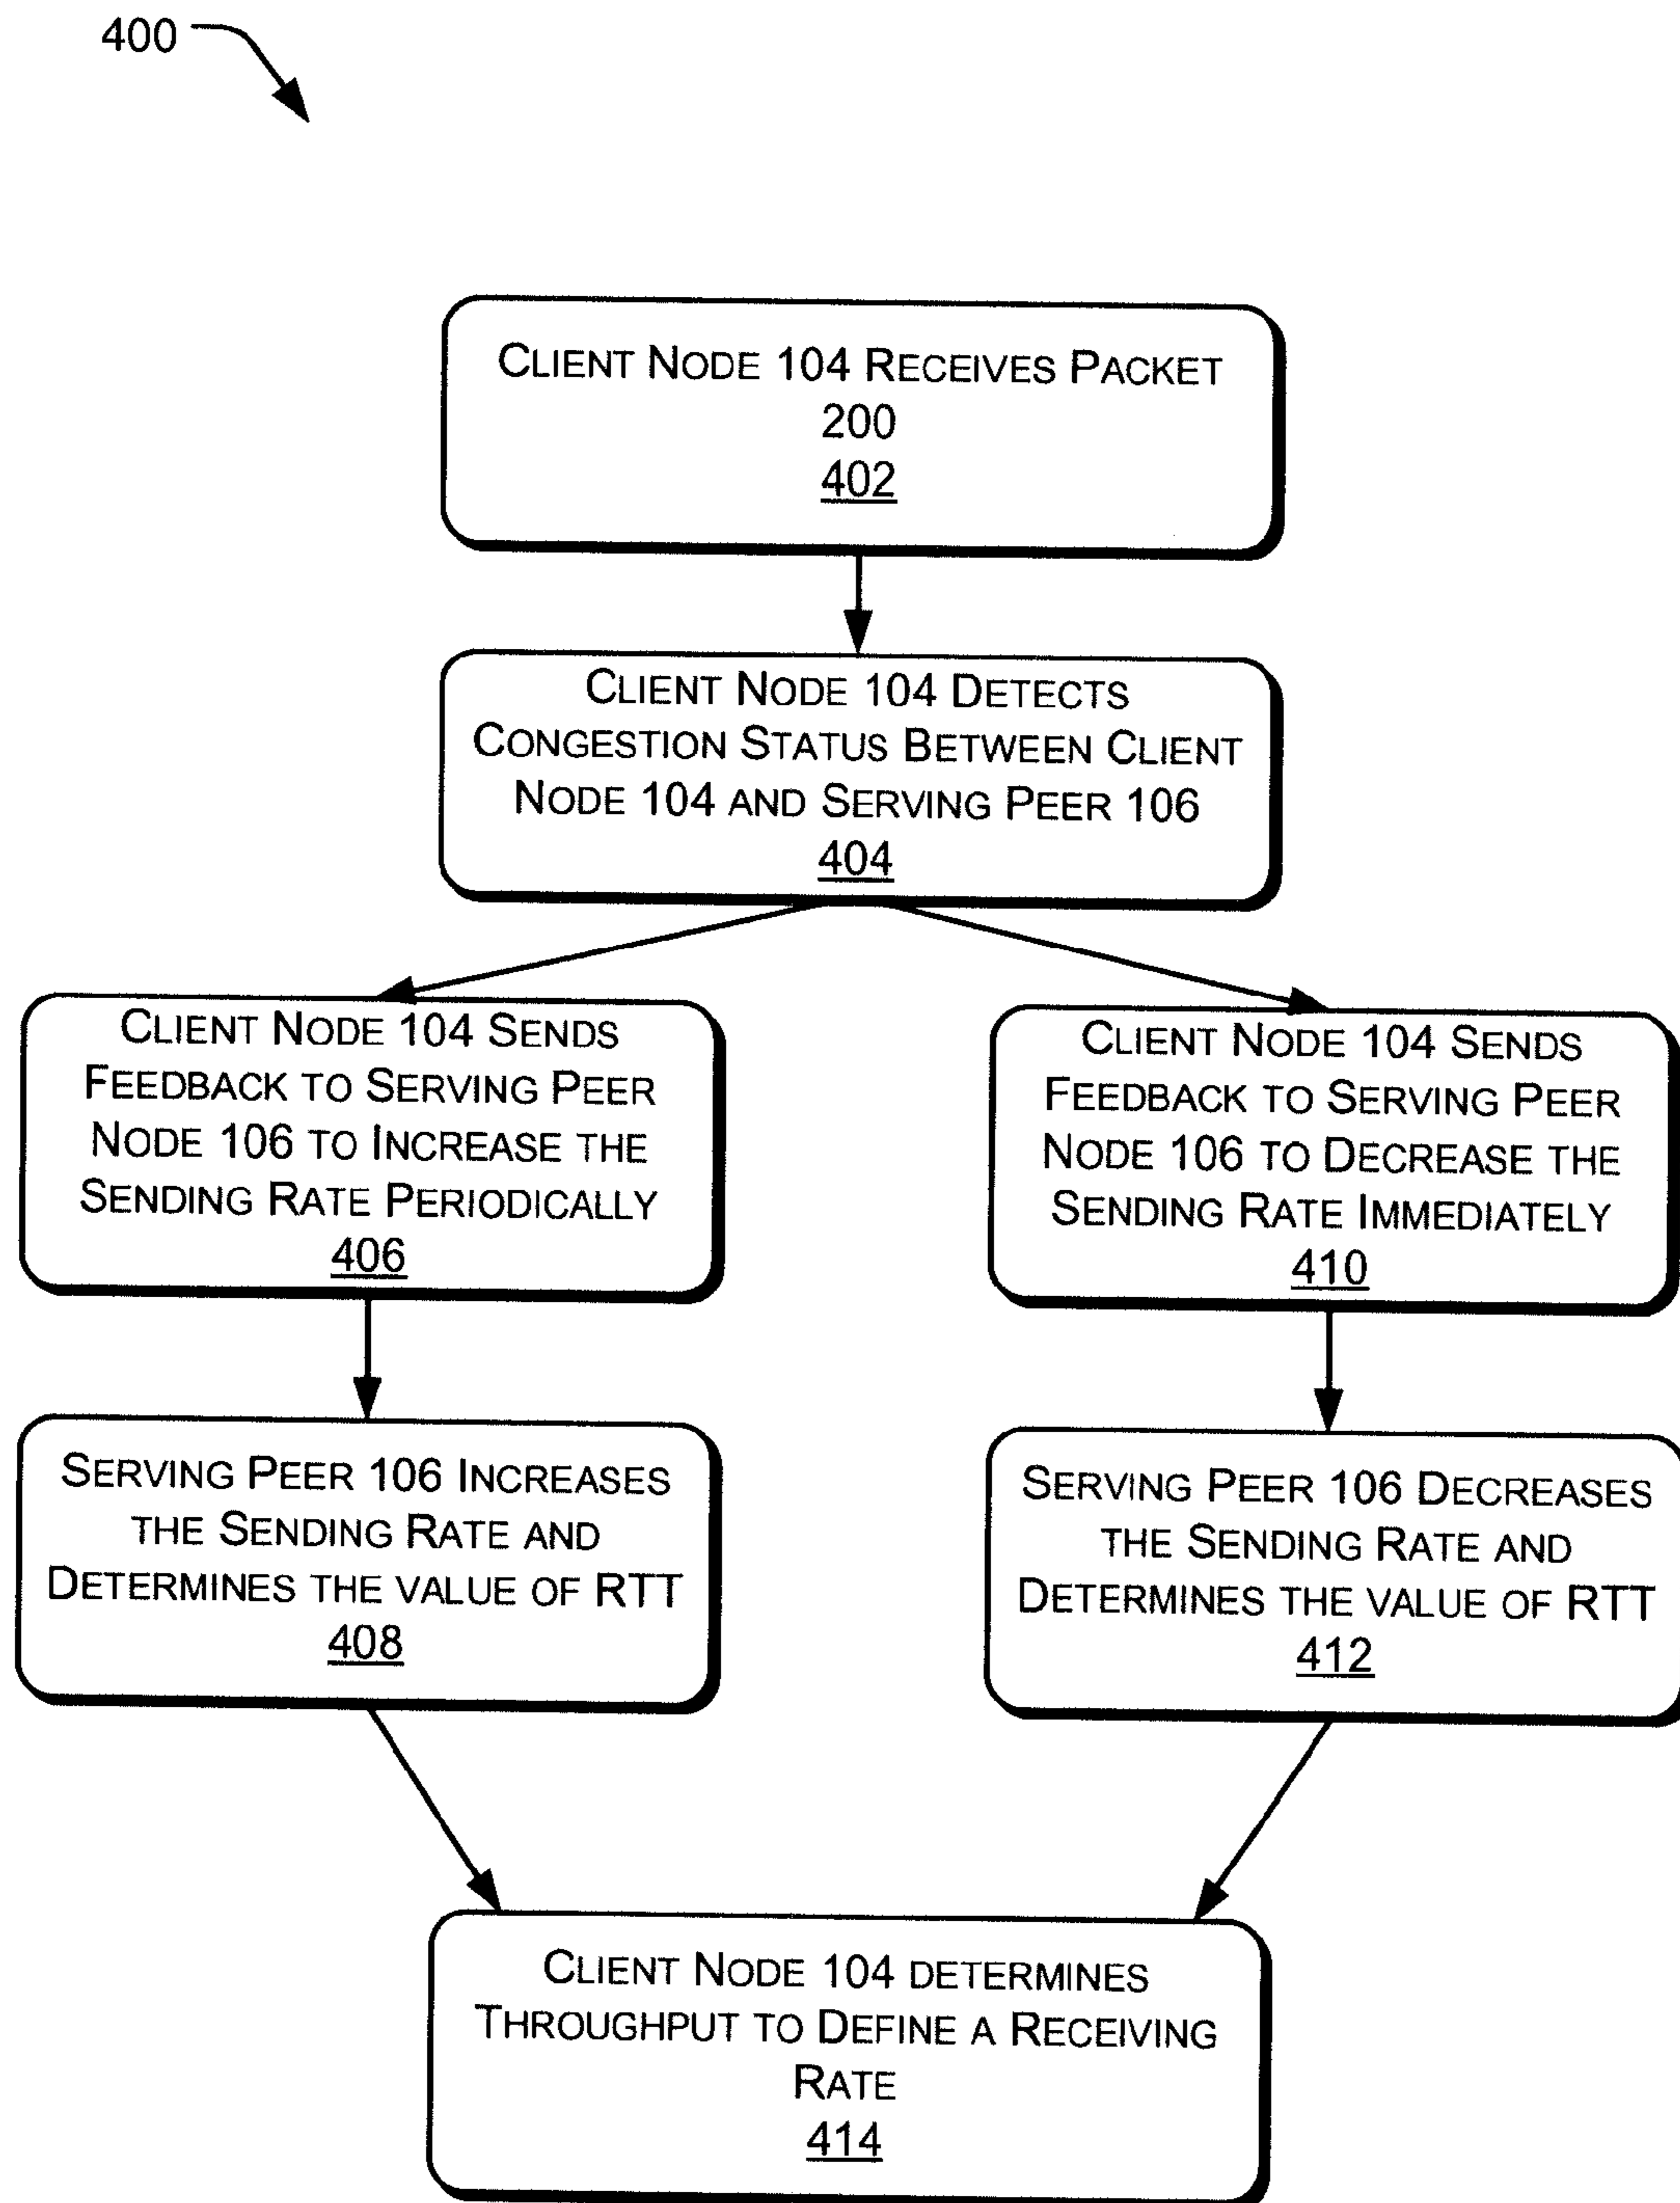 400
CLIENT NODE 104 RECEIVES PACKET
200
402
CLIENT NODE 104 DETECTS
CONGESTION STATUS BETWEEN CLIENT
NODE 104 AND SERVING PEER 106
404
CLIENT NODE 104 SENDS
FEEDBACK TO SERVING PEER
NODE 106 TO INCREASE THE
SENDING RATE PERIODICALLY
406
CLIENT NODE 104 SENDS
FEEDBACK TO SERVING PEER
NODE 106 TO DECREASE THE
SENDING RATE IMMEDIATELY
410
SERVING PEER 106 INCREASES
THE SENDING RATE AND
DETERMINES THE VALUE OF RTT
408
SERVING PEER 106 DECREASES
THE SENDING RATE AND
DETERMINES THE VALUE OF RTT
412
CLIENT NODE 104 DETERMINES
THROUGHPUT TO DEFINE A RECEIVING
RATE
414